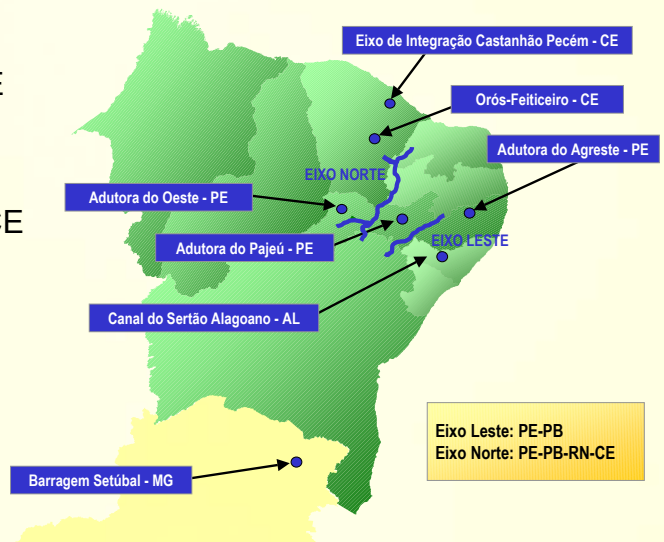 Eixo de Integração Castanhão Pecém - CE
E
Orós-Feiticeiro - CE
Adutora do Agreste - PE
EIXO NORTE
Adutora do Oeste - PE
CE
Adutora do Pajeú - PE
EIXO LESTE
Canal do Sertão Alagoano - AL
Eixo Leste: PE-PB
Eixo Norte: PE-PB-RN-CE
Barragem Setúbal - MG